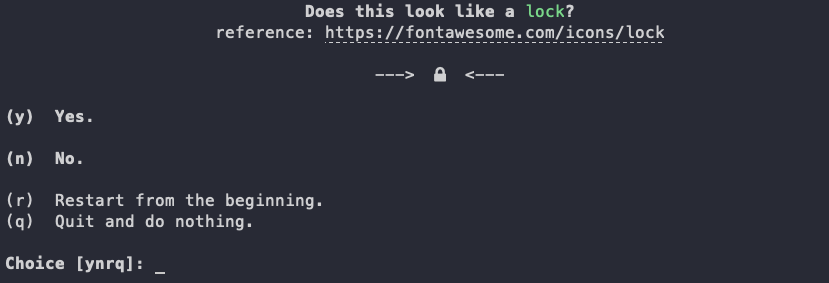 Does this look like a lock?
reference: https://fontawesome.com/icons/lock
---> 🔒 <---
(y) Yes.
(n) No.
(r) Restart from the beginning.
(q) Quit and do nothing.
Choice [ynrq]: _